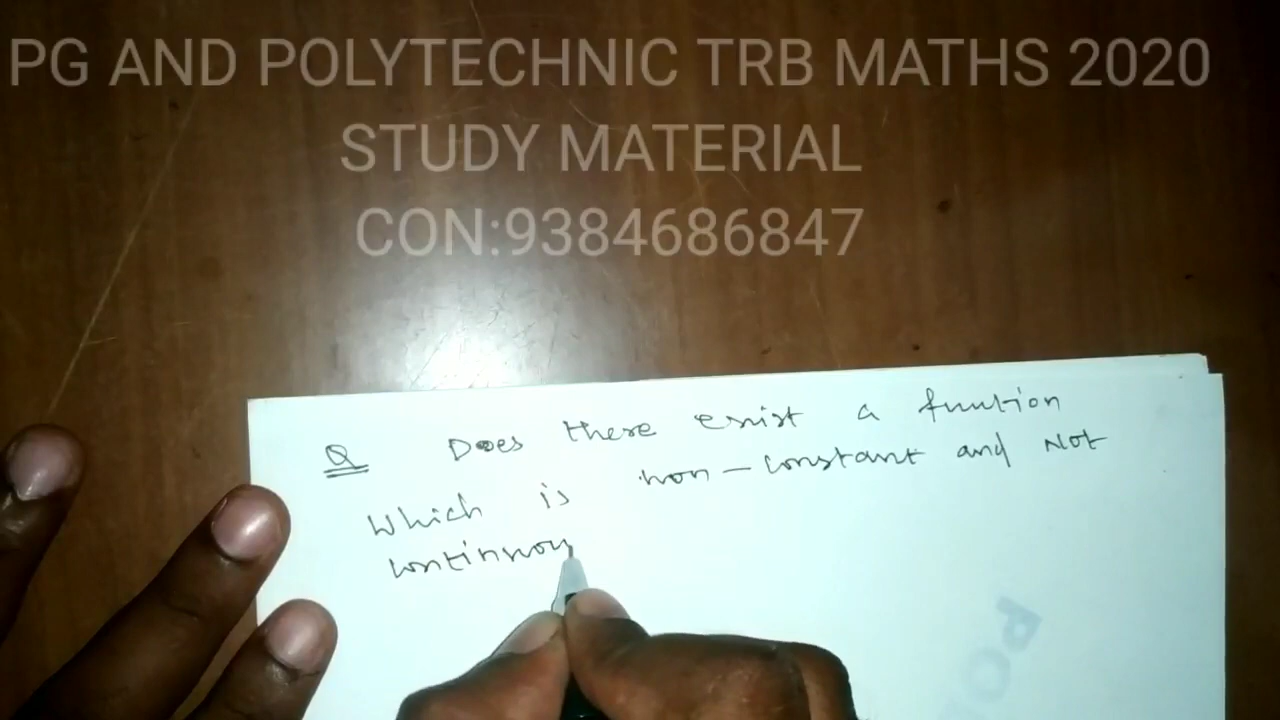 PG AND POLYTECHNIC TRB MATHS 2020
STUDY MATERIAL
CON:9384686847
Q Does there exist a function
which is non-constant and Not
continuou